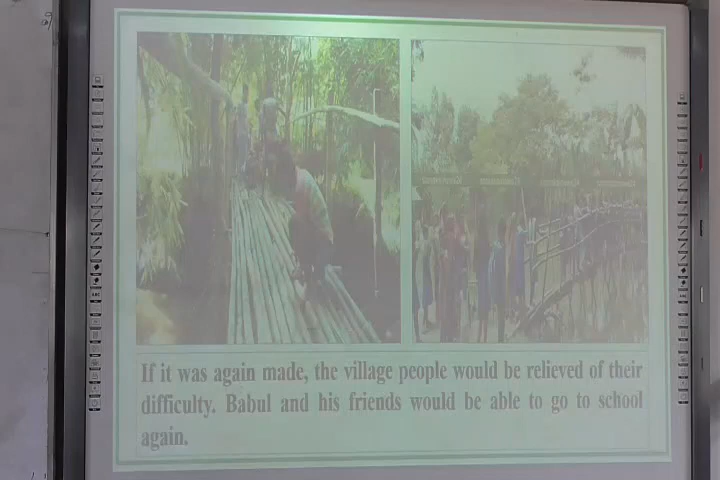 If it was again made, the village people would be relieved of their
difficulty. Babul and his friends would be able to go to school
again.